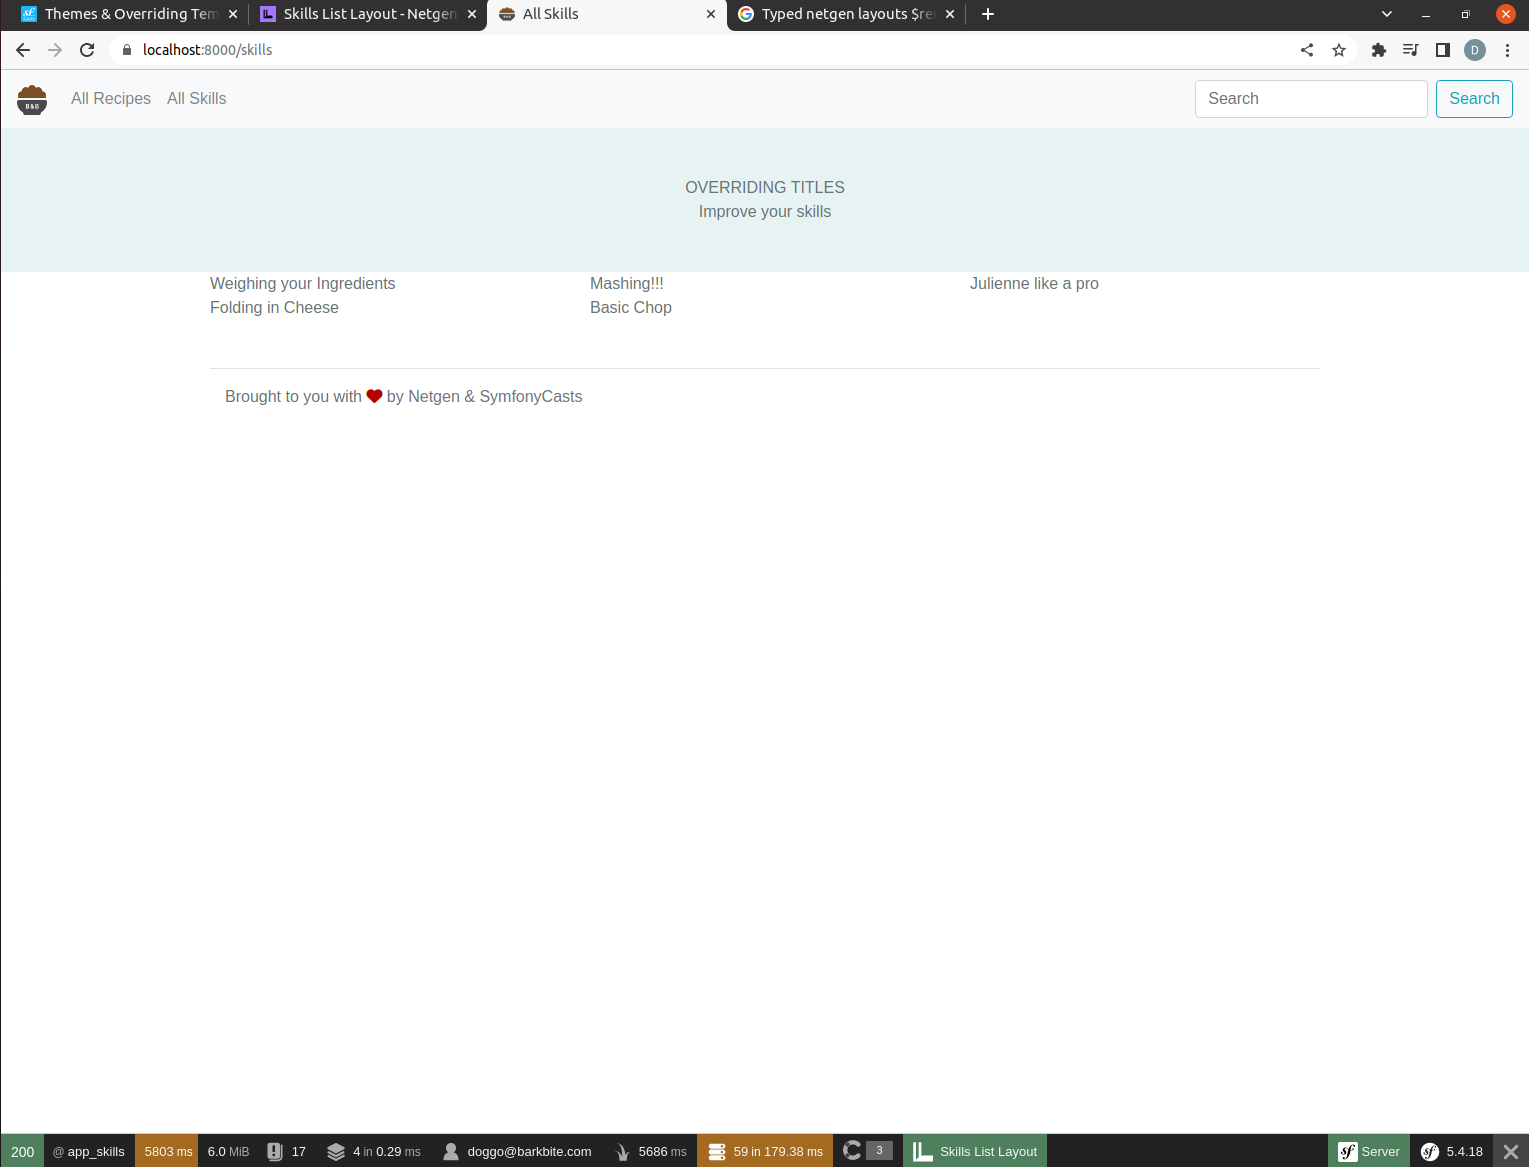 Themes & Overriding Tem
Skills List Layout - Netgen
All Skills
Typed netgen layouts $re
localhost:8000/skills
D
B&B
All Recipes
All Skills
Search
Search
OVERRIDING TITLES
Improve your skills
Weighing your Ingredients
Mashing!!!
Julienne like a pro
Folding in Cheese
Basic Chop
Brought to you with by Netgen & SymfonyCasts
200 @ app_skills 5803 ms 6.0 MiB 17 4 in 0.29 ms doggo@barkbite.com 5686 ms 59 in 179.38 ms 3 Skills List Layout Server 5.4.18